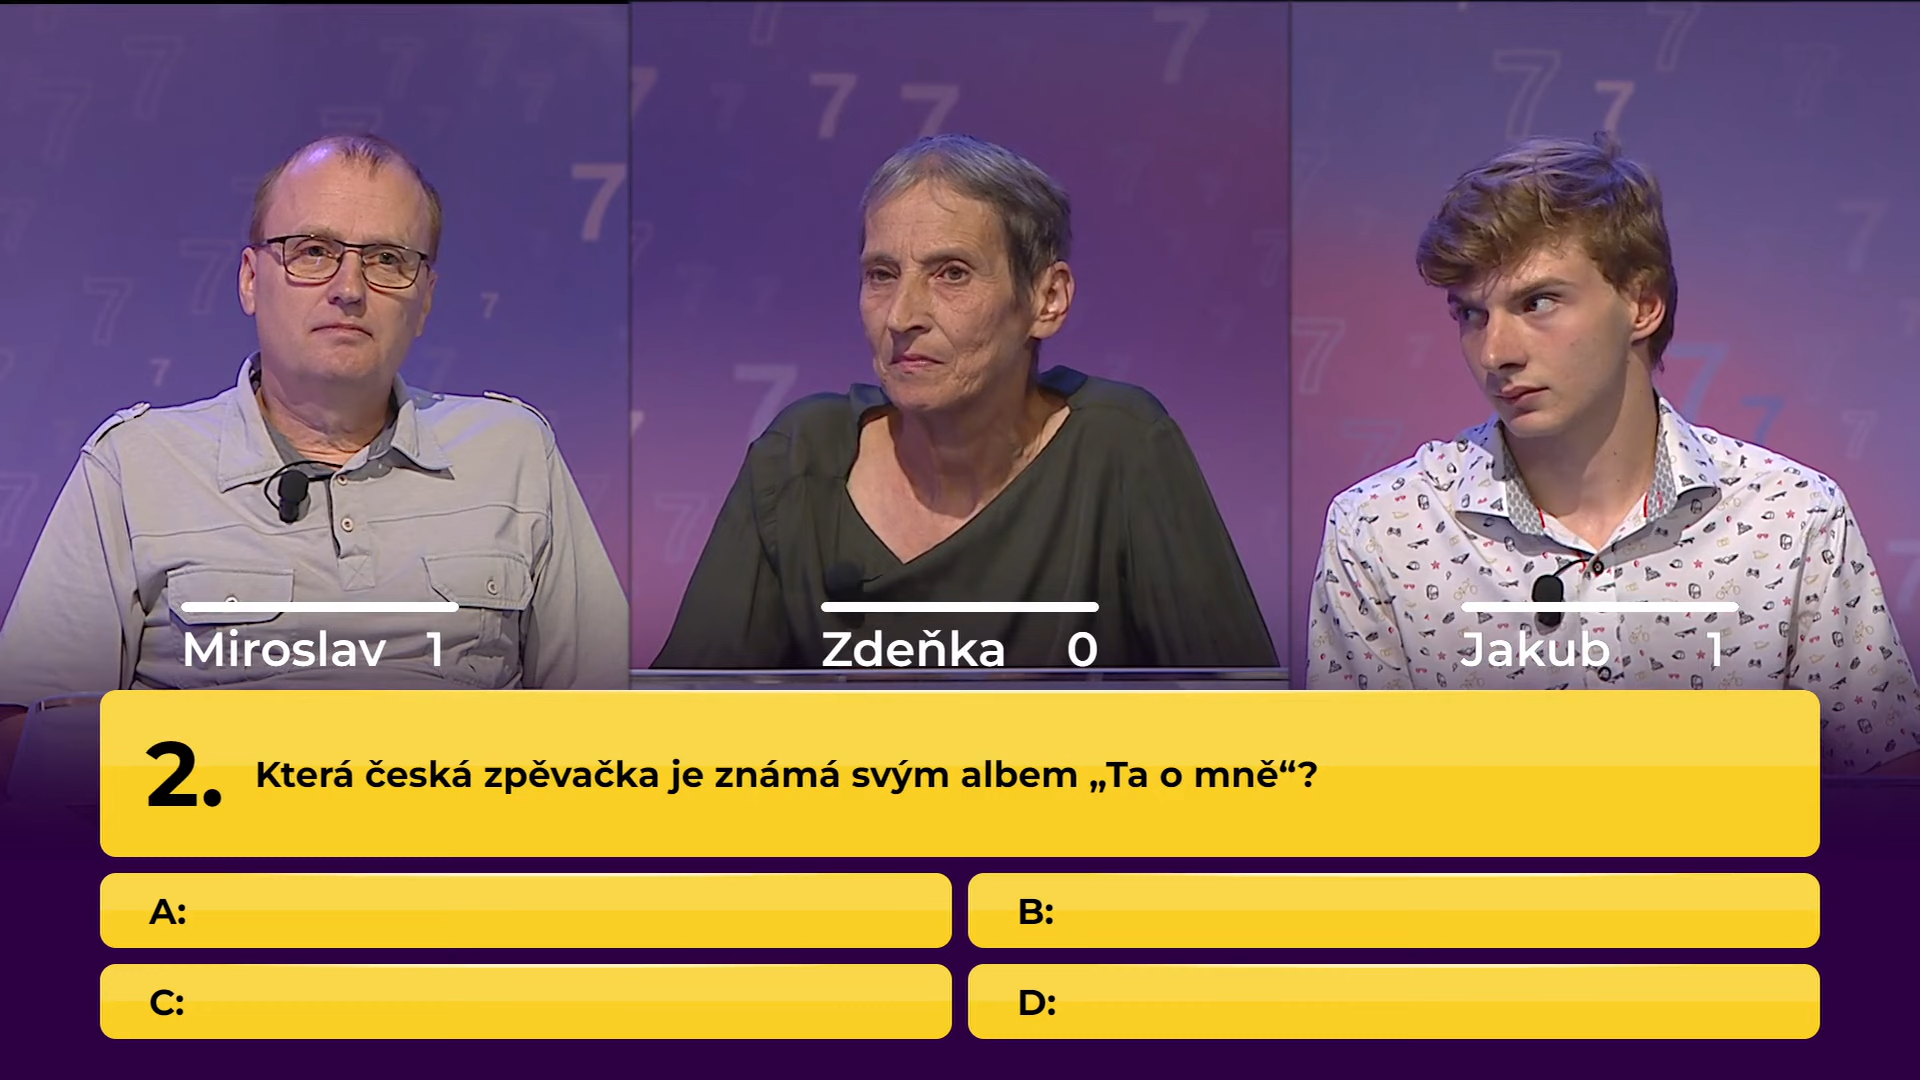 Miroslav 1
Zdeňka 0
Jakub 1
2. Která česká zpěvačka je známá svým albem „Ta o mně“?
A:
B:
C:
D: